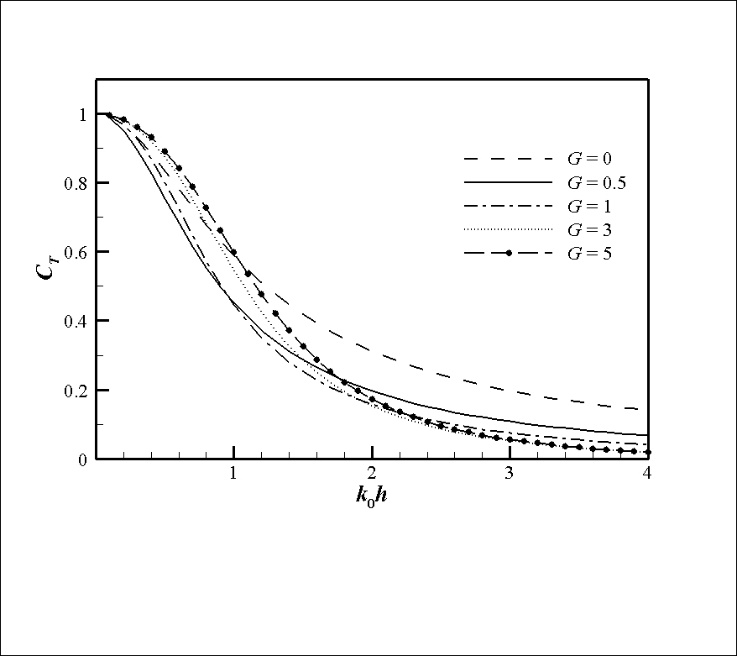 1
0.8
0.6
0.4
0.2
0
C_T
1
2
3
4
k_0h
G = 0
G = 0.5
G = 1
G = 3
G = 5